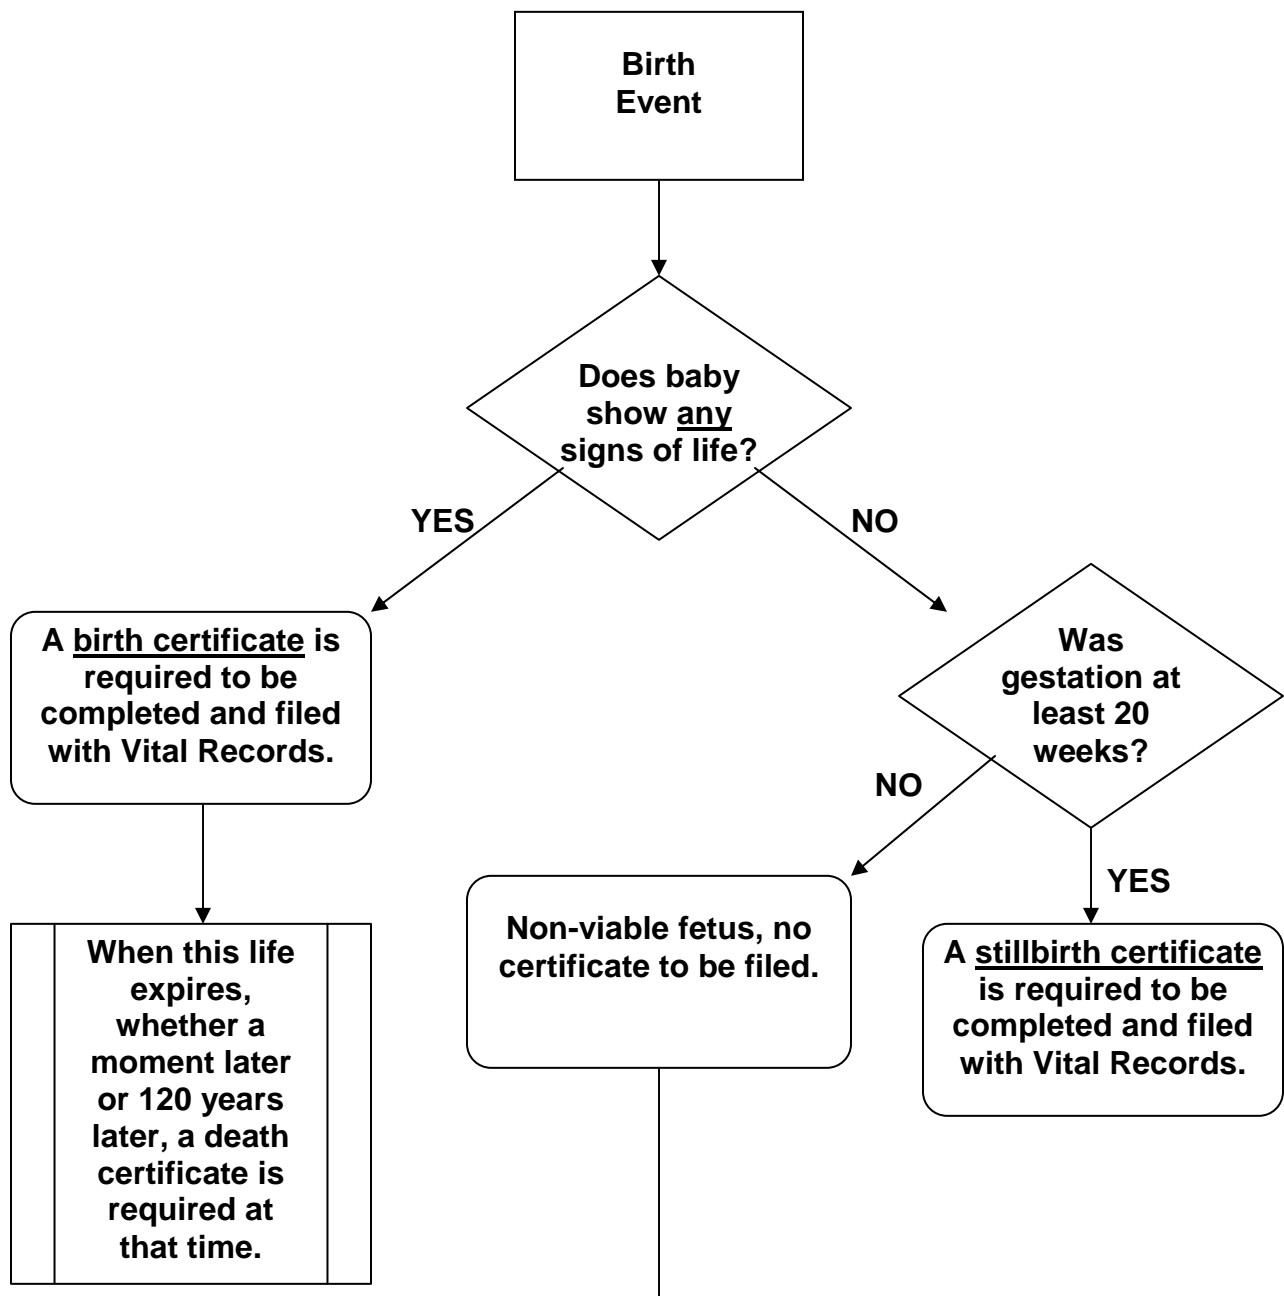 Birth
Event
Does baby
show any
signs of life?
YES
NO
A birth certificate is
required to be
completed and filed
with Vital Records.
Was
gestation at
least 20
weeks?
NO
YES
When this life
expires,
whether a
moment later
or 120 years
later, a death
certificate is
required at
that time.
Non-viable fetus, no
certificate to be filed.
A stillbirth certificate
is required to be
completed and filed
with Vital Records.